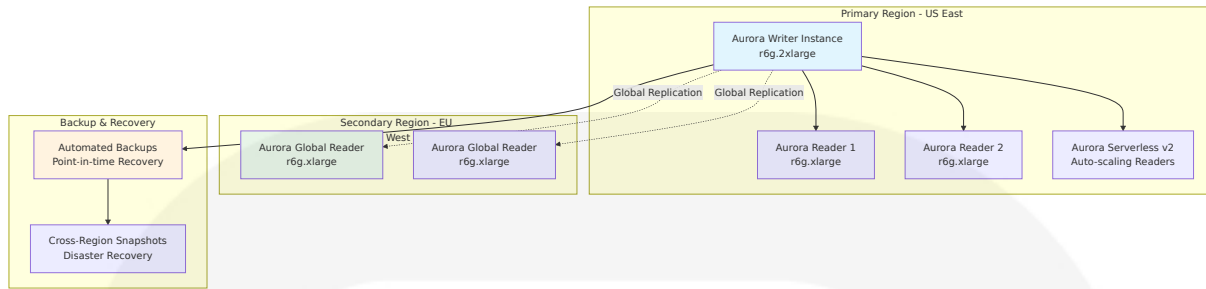 Primary Region - US East
Aurora Writer Instance
r6g.2xlarge
Global Replication
Global Replication
Backup & Recovery
Secondary Region - EU
West
Automated Backups
Point-in-time Recovery
Aurora Global Reader
r6g.xlarge
Aurora Global Reader
r6g.xlarge
Aurora Reader 1
r6g.xlarge
Aurora Reader 2
r6g.xlarge
Aurora Serverless v2
Auto-scaling Readers
Cross-Region Snapshots
Disaster Recovery